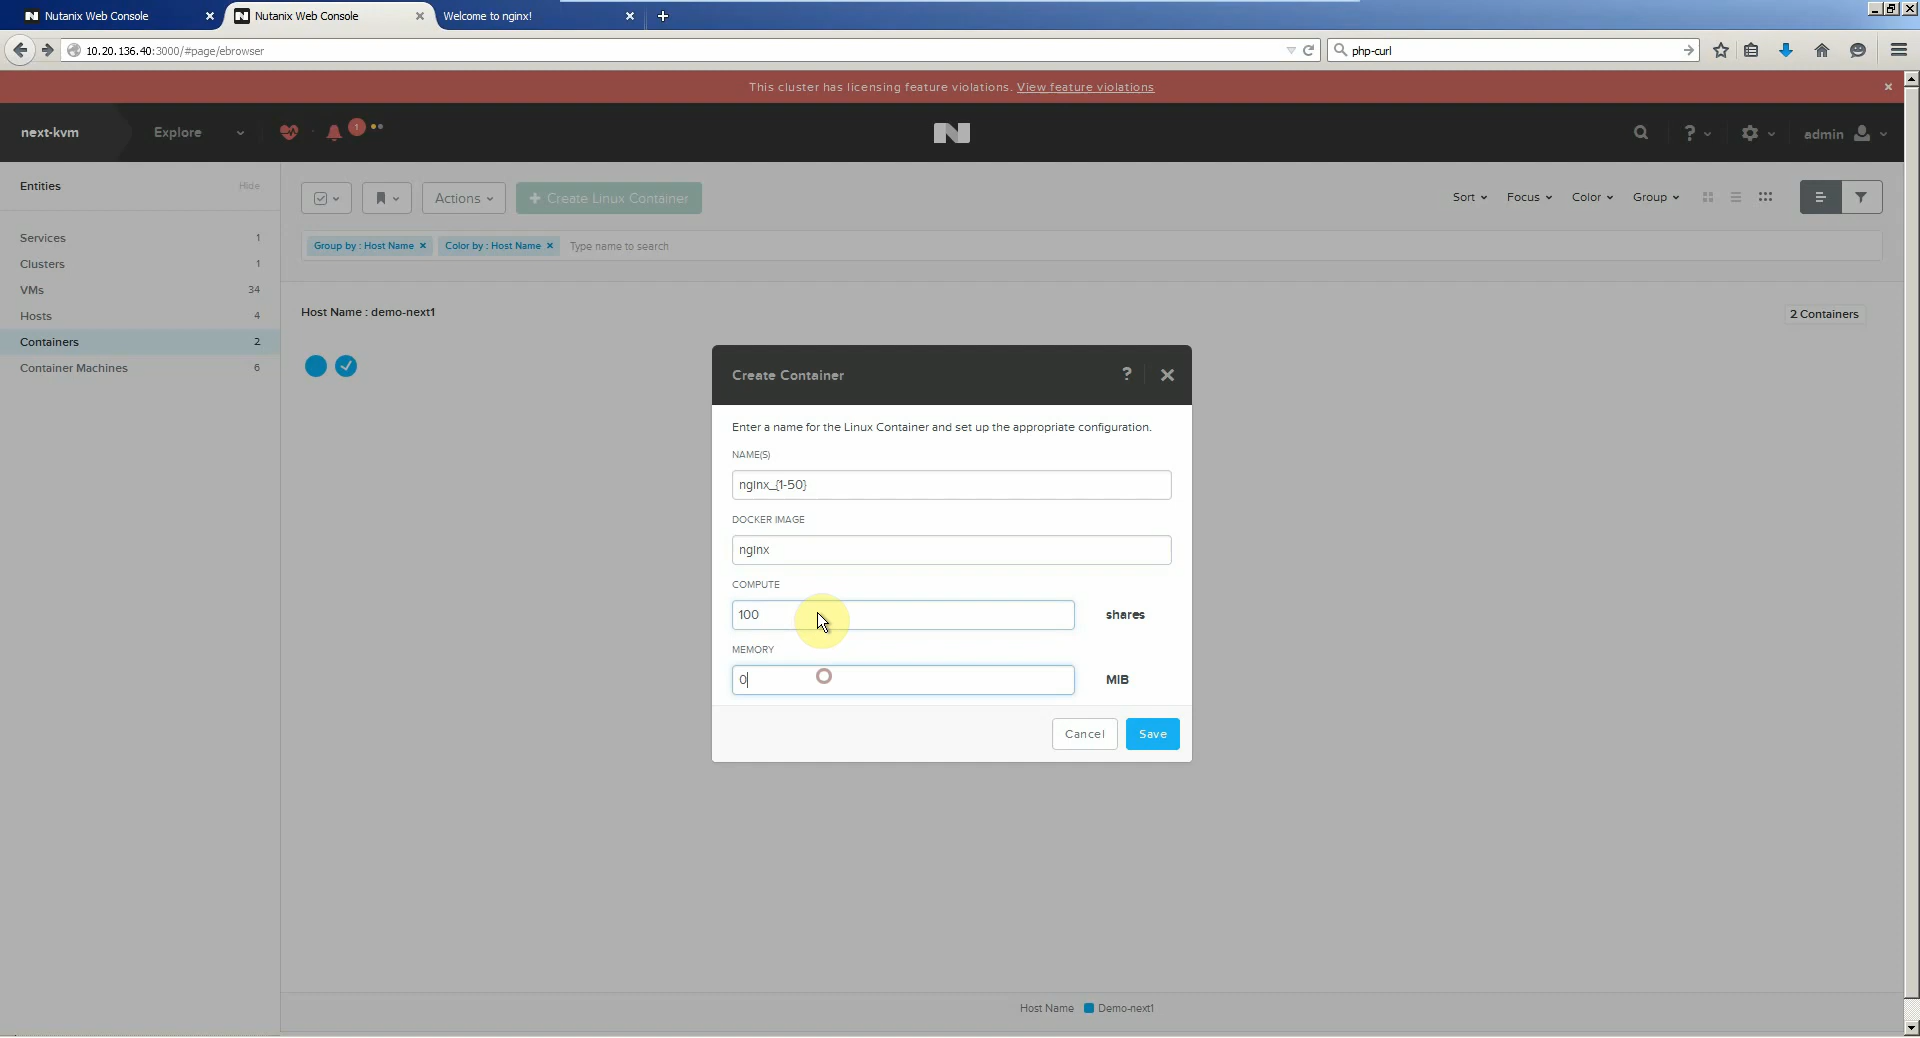 Nutanix Web Console
Nutanix Web Console
Welcome to nginx!
10.20.136.40:3000/#page/ebrowser
php-curl
This cluster has licensing feature violations. View feature violations
next-kvm
Explore
1
admin
Entities
Hide
Actions
Create Linux Container
Sort
Focus
Color
Group
Services 1
Clusters 1
VMs 34
Hosts 4
Containers 2
Container Machines 6
Group by : Host Name
Color by : Host Name
Type name to search
Host Name : demo-next1
2 Containers
Create Container
?
Enter a name for the Linux Container and set up the appropriate configuration.
NAME(S)
nginx_{1-50}
DOCKER IMAGE
nginx
COMPUTE
100
shares
MEMORY
0
MIB
Cancel
Save
Host Name
Demo-next1